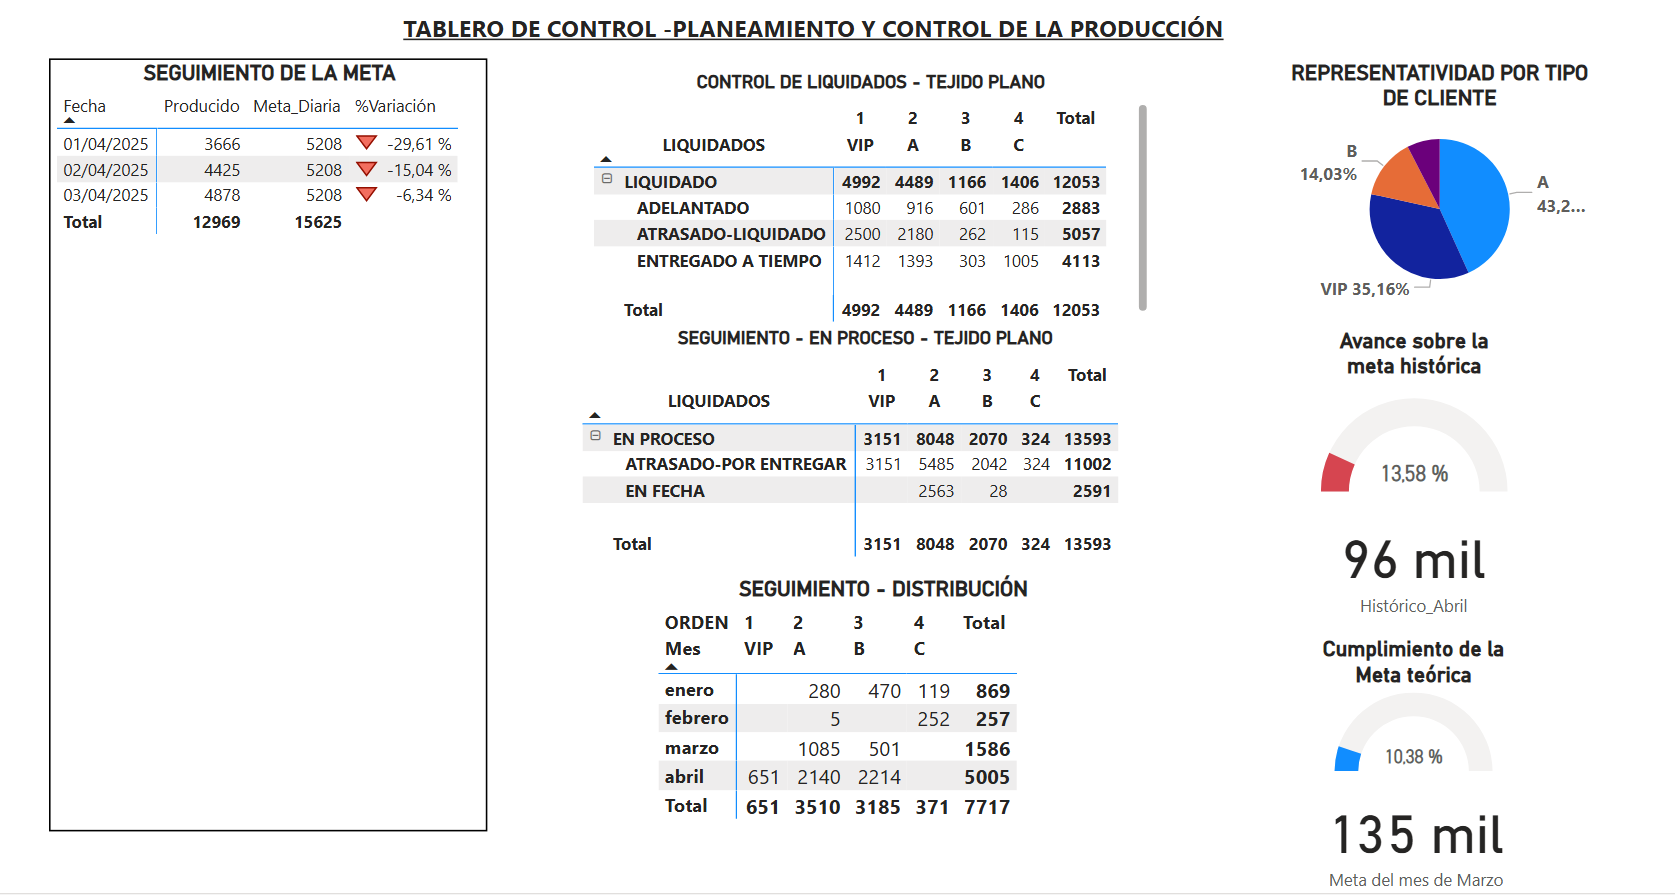 TABLERO DE CONTROL -PLANEAMIENTO Y CONTROL DE LA PRODUCCIÓN
SEGUIMIENTO DE LA META
Fecha Producido Meta_Diaria %Variación
01/04/2025 3666 5208 -29,61 %
02/04/2025 4425 5208 -15,04 %
03/04/2025 4878 5208 -6,34 %
Total 12969 15625
CONTROL DE LIQUIDADOS - TEJIDO PLANO
1 2 3 4 Total
LIQUIDADOS VIP A B C
LIQUIDADO 4992 4489 1166 1406 12053
ADELANTADO 1080 916 601 286 2883
ATRASADO-LIQUIDADO 2500 2180 262 115 5057
ENTREGADO A TIEMPO 1412 1393 303 1005 4113
Total 4992 4489 1166 1406 12053
SEGUIMIENTO - EN PROCESO - TEJIDO PLANO
1 2 3 4 Total
LIQUIDADOS VIP A B C
EN PROCESO 3151 8048 2070 324 13593
ATRASADO-POR ENTREGAR 3151 5485 2042 324 11002
EN FECHA 2563 28 2591
Total 3151 8048 2070 324 13593
SEGUIMIENTO - DISTRIBUCIÓN
ORDEN 1 2 3 4 Total
Mes VIP A B C
enero 280 470 119 869
febrero 5 252 257
marzo 1085 501 1586
abril 651 2140 2214 5005
Total 651 3510 3185 371 7717
REPRESENTATIVIDAD POR TIPO
DE CLIENTE
B
14,03%
A
43,2...
VIP 35,16%
Avance sobre la
meta histórica
13,58 %
96 mil
Histórico_Abril
Cumplimiento de la
Meta teórica
10,38 %
135 mil
Meta del mes de Marzo